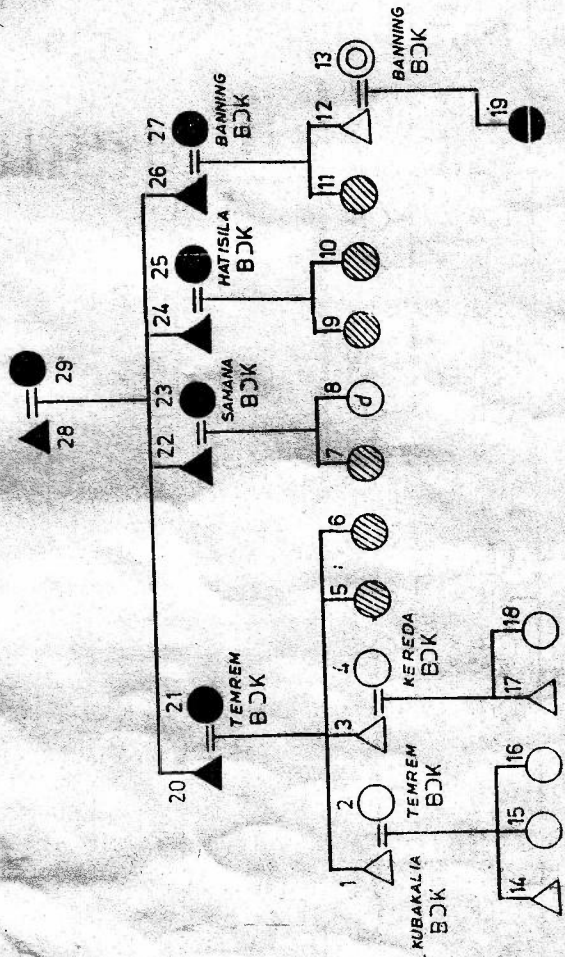 28 29
20 21 22 23 24 25 26 27
TEMREM SAMANA HATISILA BANNING
BƆK BƆK BƆK BƆK
1 2 3 4 5 6 7 8 9 10 11 12 13
d
KUBAKALIA TEMREM KEREDA BANNING
BƆK BƆK BƆK BƆK
14 15 16 17 18 19